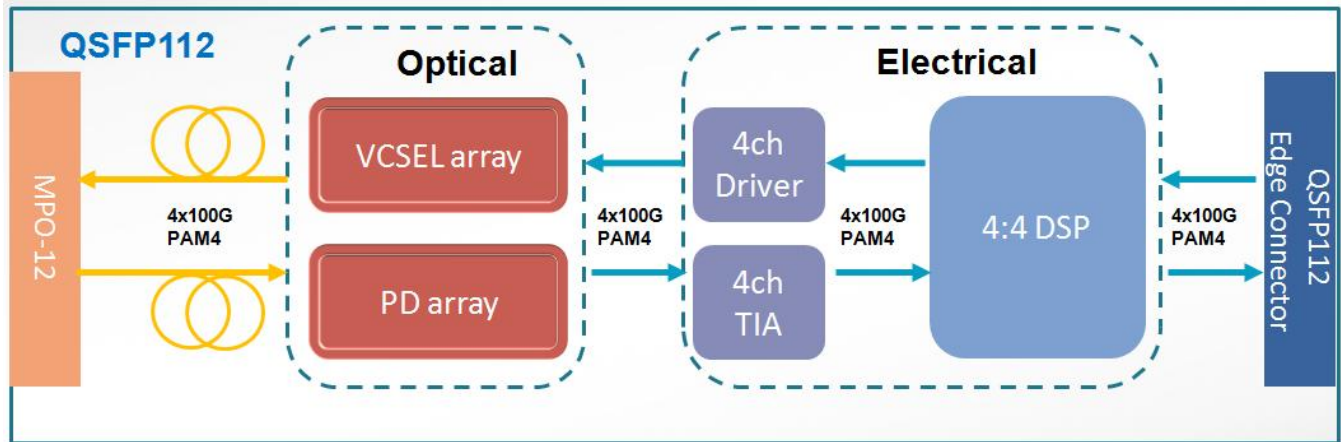 QSFP112
Optical
Electrical
MPO-12
VCSEL array
PD array
4x100G
PAM4
4x100G
PAM4
4ch
Driver
4ch
TIA
4x100G
PAM4
4:4 DSP
4x100G
PAM4
QSFP112
Edge Connector